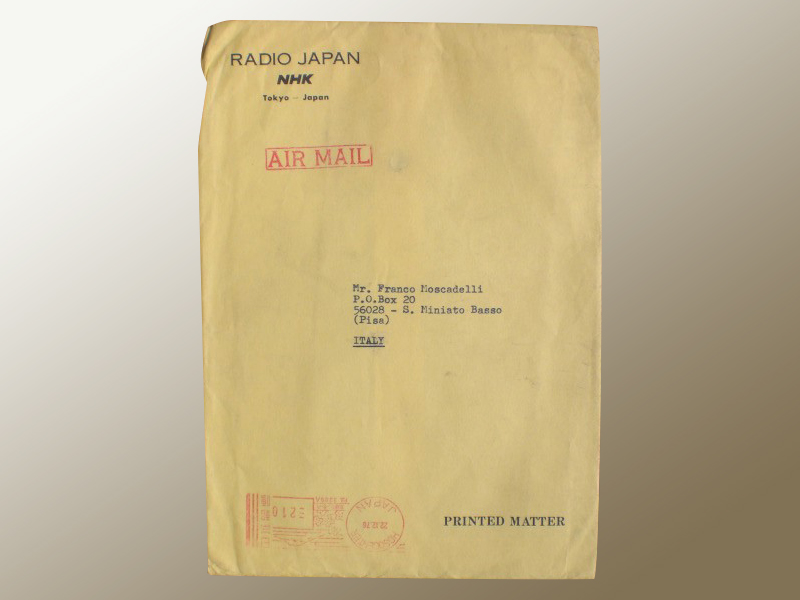 RADIO JAPAN
NHK
Tokyo — Japan
AIR MAIL
Mr. Franco Moscadelli
P.O.Box 20
56028 - S. Miniato Basso
(Pisa)
ITALY
JAPAN
PRINTED MATTER